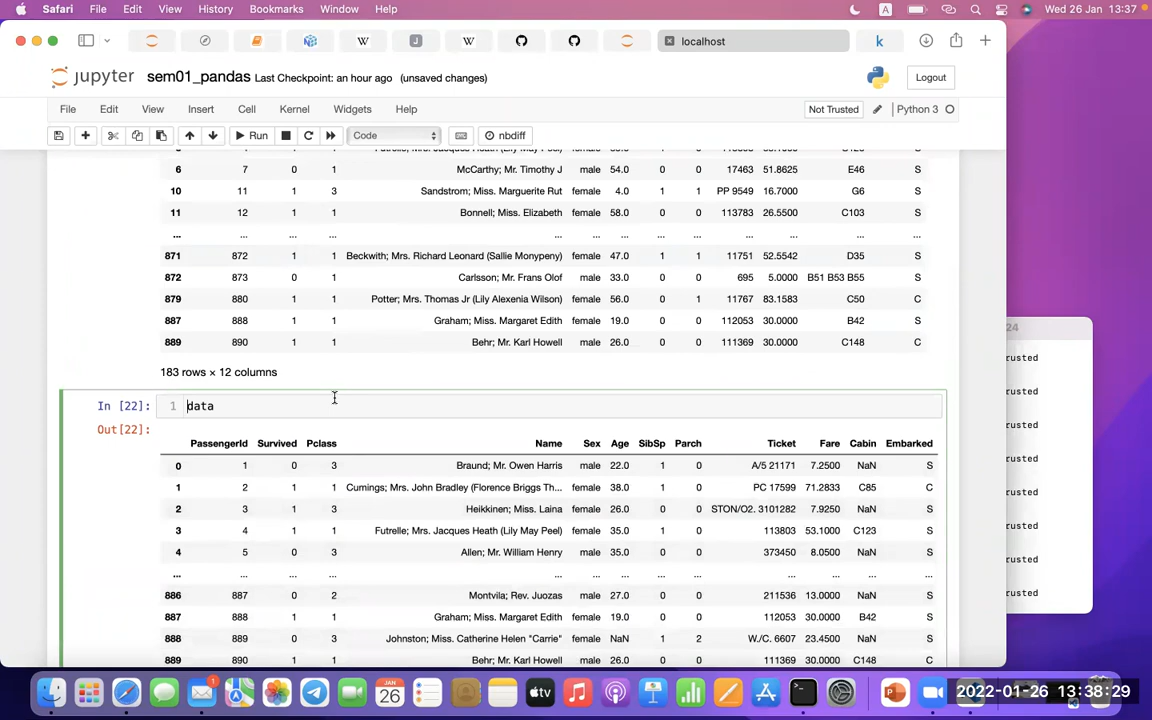 Safari File Edit View History Bookmarks Window Help A Wed 26 Jan 13:37
W J W localhost k
jupyter sem01_pandas Last Checkpoint: an hour ago (unsaved changes) Logout
File Edit View Insert Cell Kernel Widgets Help Not Trusted Python 3
Run Code nbdiff
6 7 0 1 McCarthy; Mr. Timothy J male 54.0 0 0 17463 51.8625 E46 S
10 11 1 3 Sandstrom; Miss. Marguerite Rut female 4.0 1 1 PP 9549 16.7000 G6 S
11 12 1 1 Bonnell; Miss. Elizabeth female 58.0 0 0 113783 26.5500 C103 S
... ... ... ... ... ... ... ... ... ... ... ... ...
871 872 1 1 Beckwith; Mrs. Richard Leonard (Sallie Monypeny) female 47.0 1 1 11751 52.5542 D35 S
872 873 0 1 Carlsson; Mr. Frans Olof male 33.0 0 0 695 5.0000 B51 B53 B55 S
879 880 1 1 Potter; Mrs. Thomas Jr (Lily Alexenia Wilson) female 56.0 0 1 11767 83.1583 C50 C
887 888 1 1 Graham; Miss. Margaret Edith female 19.0 0 0 112053 30.0000 B42 S
889 890 1 1 Behr; Mr. Karl Howell male 26.0 0 0 111369 30.0000 C148 C
183 rows × 12 columns
In [22]: 1 data
Out[22]:
PassengerId Survived Pclass Name Sex Age SibSp Parch Ticket Fare Cabin Embarked
0 1 0 3 Braund; Mr. Owen Harris male 22.0 1 0 A/5 21171 7.2500 NaN S
1 2 1 1 Cumings; Mrs. John Bradley (Florence Briggs Th... female 38.0 1 0 PC 17599 71.2833 C85 C
2 3 1 3 Heikkinen; Miss. Laina female 26.0 0 0 STON/O2. 3101282 7.9250 NaN S
3 4 1 1 Futrelle; Mrs. Jacques Heath (Lily May Peel) female 35.0 1 0 113803 53.1000 C123 S
4 5 0 3 Allen; Mr. William Henry male 35.0 0 0 373450 8.0500 NaN S
... ... ... ... ... ... ... ... ... ... ... ... ...
886 887 0 2 Montvila; Rev. Juozas male 27.0 0 0 211536 13.0000 NaN S
887 888 1 1 Graham; Miss. Margaret Edith female 19.0 0 0 112053 30.0000 B42 S
888 889 0 3 Johnston; Miss. Catherine Helen "Carrie" female NaN 1 2 W./C. 6607 23.4500 NaN S
889 890 1 1 Behr; Mr. Karl Howell male 26.0 0 0 111369 30.0000 C148 C
24
rusted
rusted
rusted
rusted
rusted
rusted
rusted
rusted
1
JAN
26
tv
2022-01-26 13:38:29